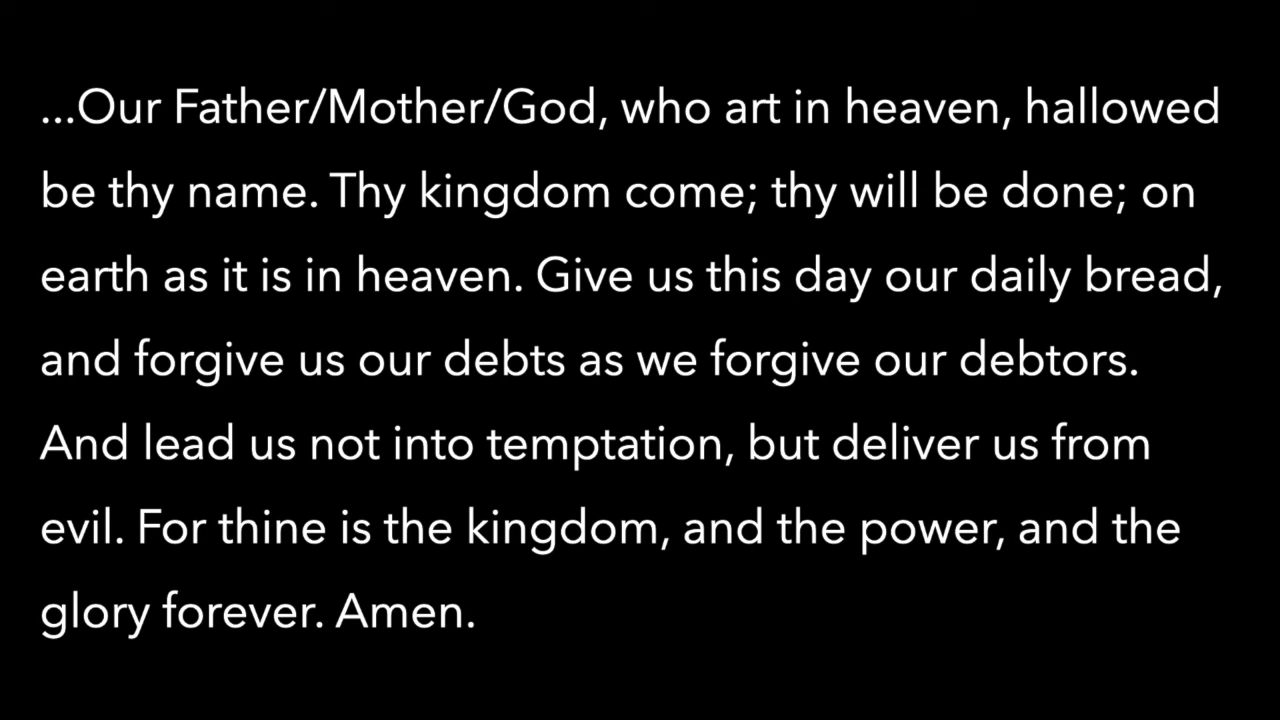 ...Our Father/Mother/God, who art in heaven, hallowed
be thy name. Thy kingdom come; thy will be done; on
earth as it is in heaven. Give us this day our daily bread,
and forgive us our debts as we forgive our debtors.
And lead us not into temptation, but deliver us from
evil. For thine is the kingdom, and the power, and the
glory forever. Amen.